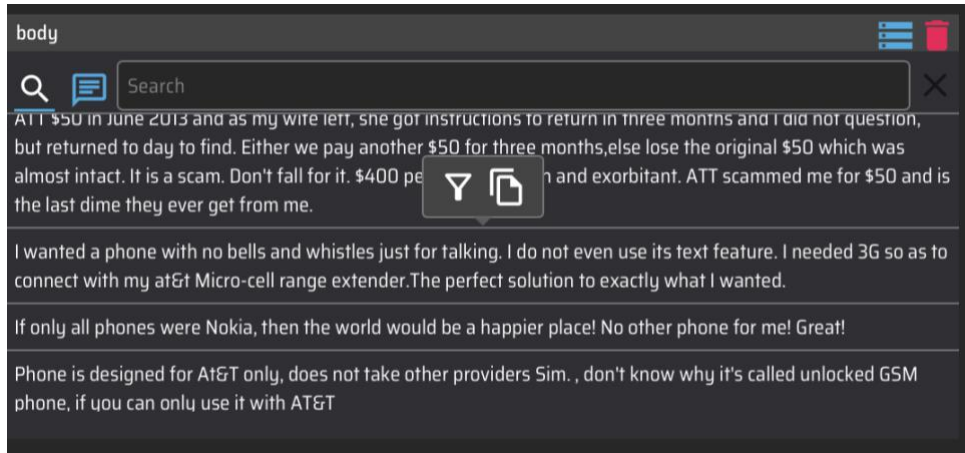 body
Search
ATT $50 in June 2013 and as my wife left, she got instructions to return in three months and I did not question,
but returned to day to find. Either we pay another $50 for three months,else lose the original $50 which was
almost intact. It is a scam. Don't fall for it. $400 pe n and exorbitant. ATT scammed me for $50 and is
the last dime they ever get from me.
I wanted a phone with no bells and whistles just for talking. I do not even use its text feature. I needed 3G so as to
connect with my at&t Micro-cell range extender.The perfect solution to exactly what I wanted.
If only all phones were Nokia, then the world would be a happier place! No other phone for me! Great!
Phone is designed for At&T only, does not take other providers Sim. , don't know why it's called unlocked GSM
phone, if you can only use it with AT&T